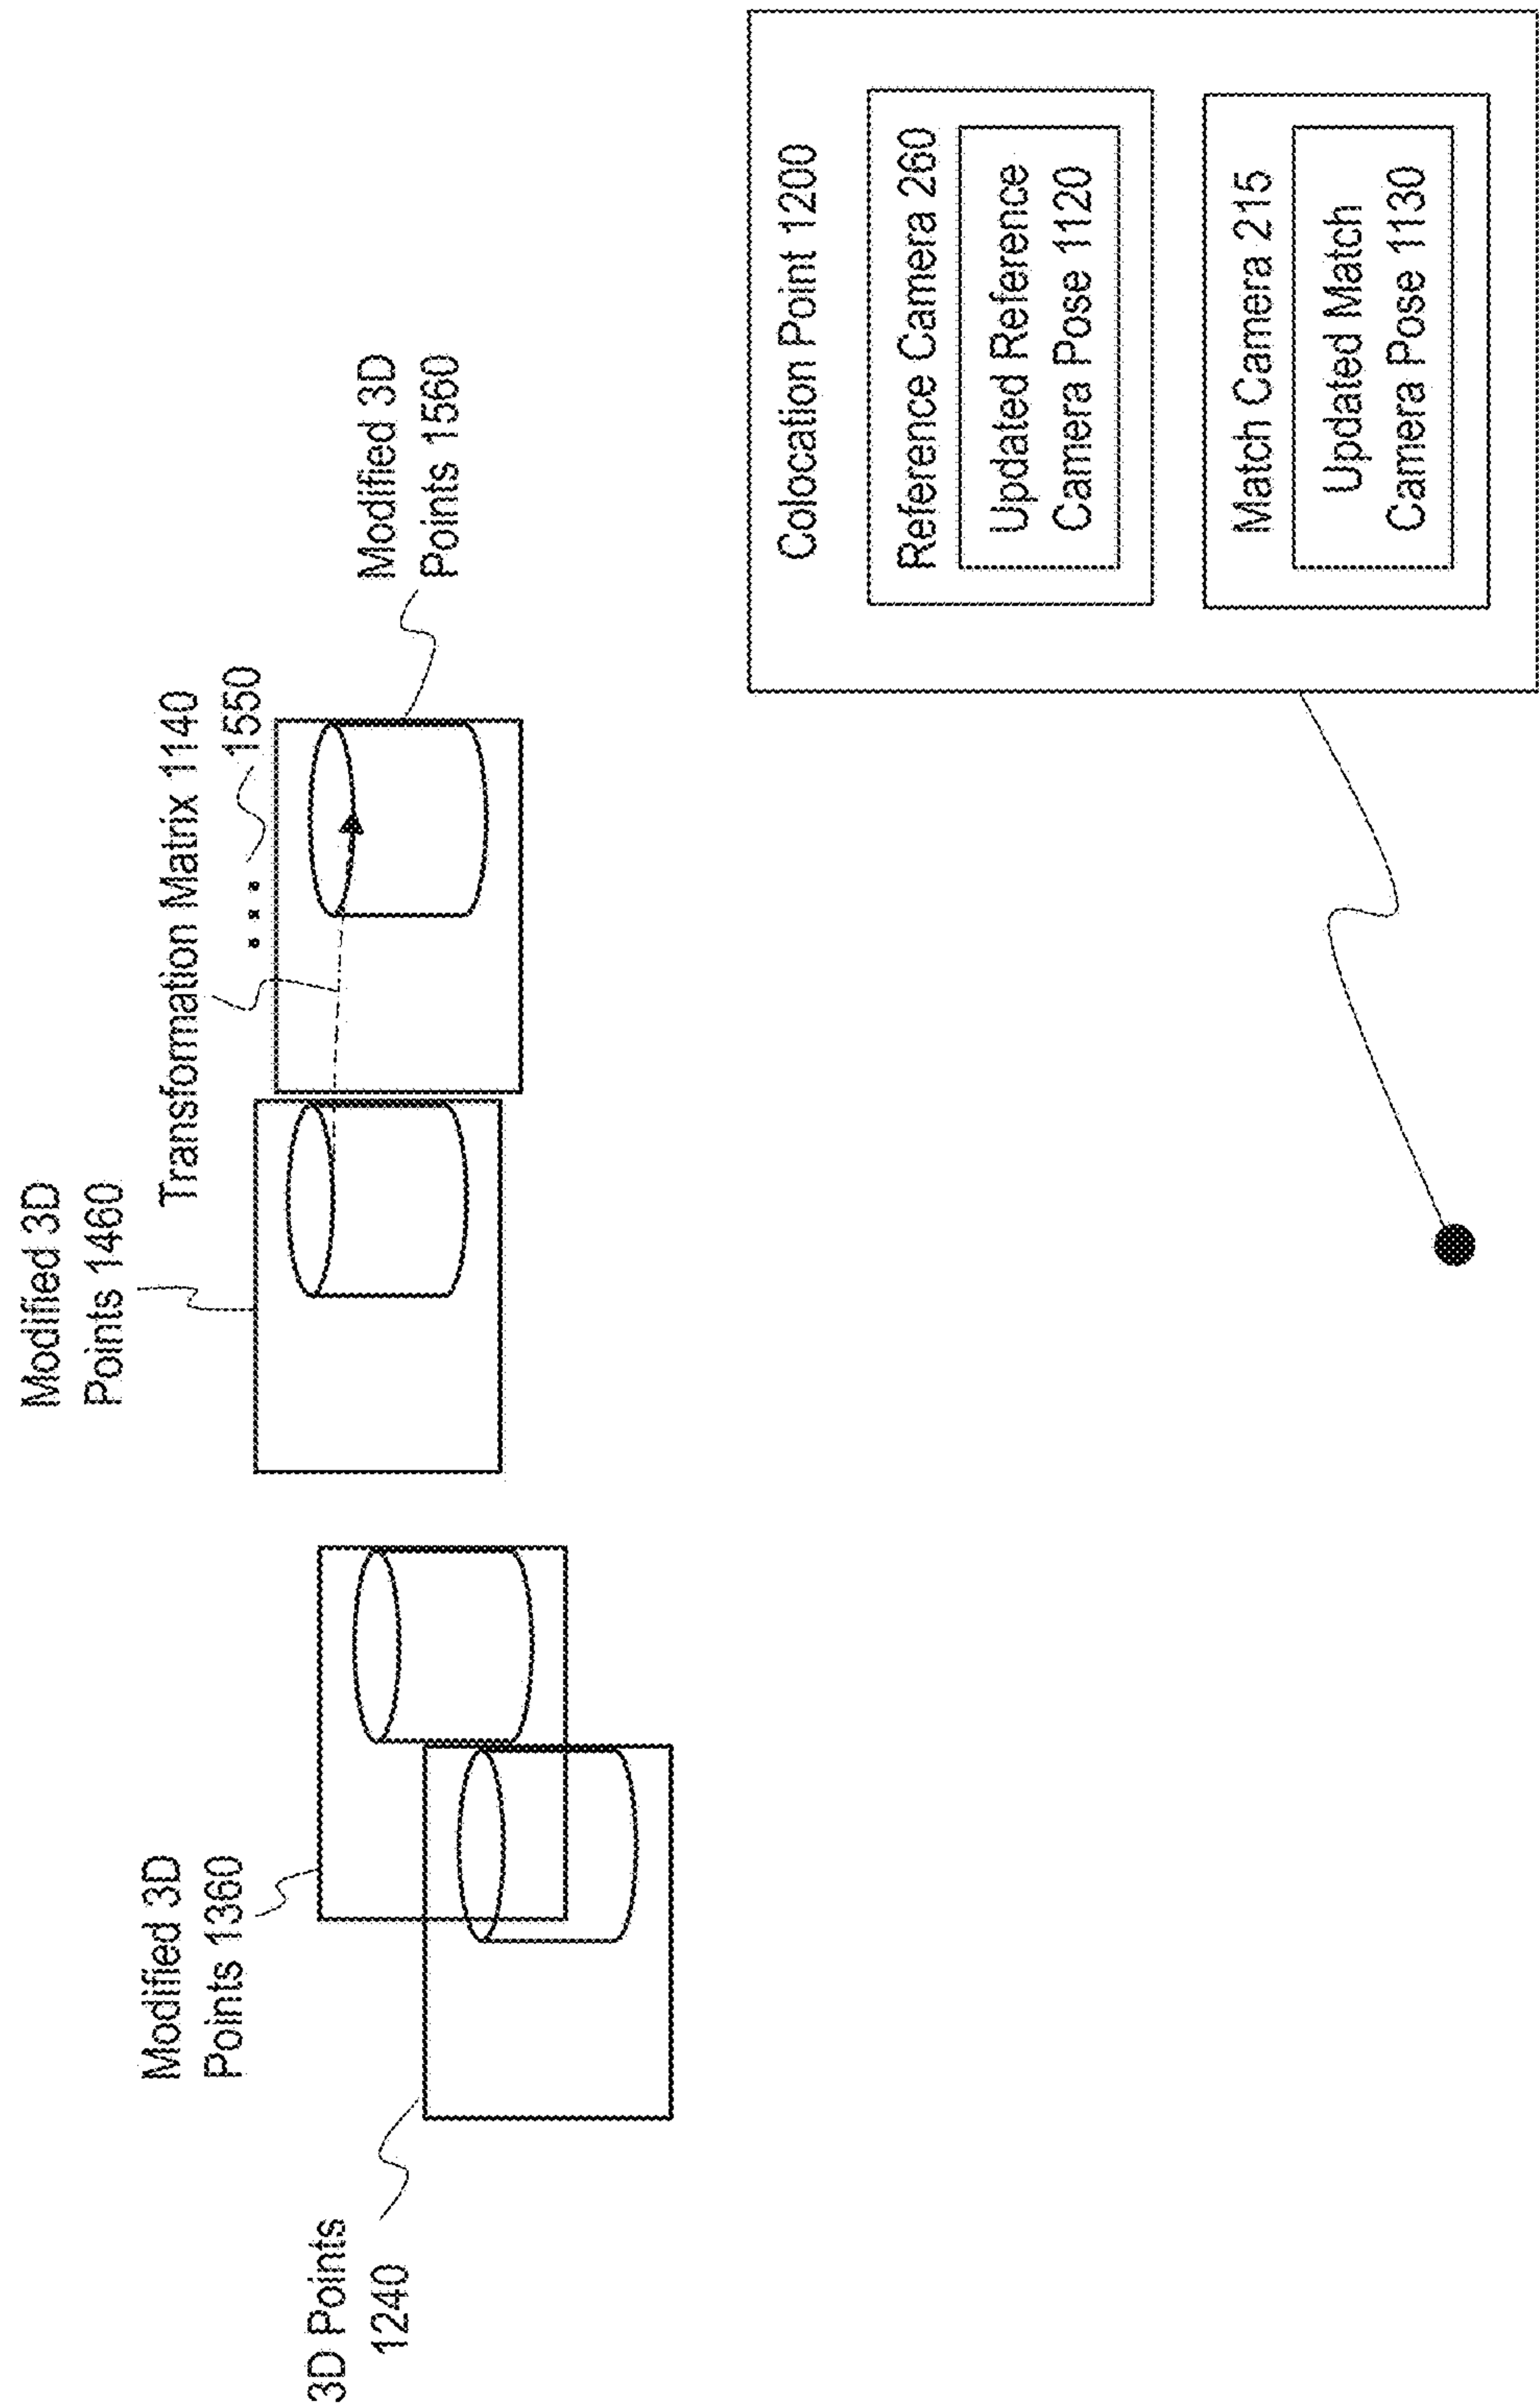 3D Points
1240
Modified 3D
Points 1360
Modified 3D
Points 1460
Transformation Matrix 1140
1550
Modified 3D
Points 1560
Colocation Point 1200
Reference Camera 260
Updated Reference
Camera Pose 1120
Match Camera 215
Updated Match
Camera Pose 1130